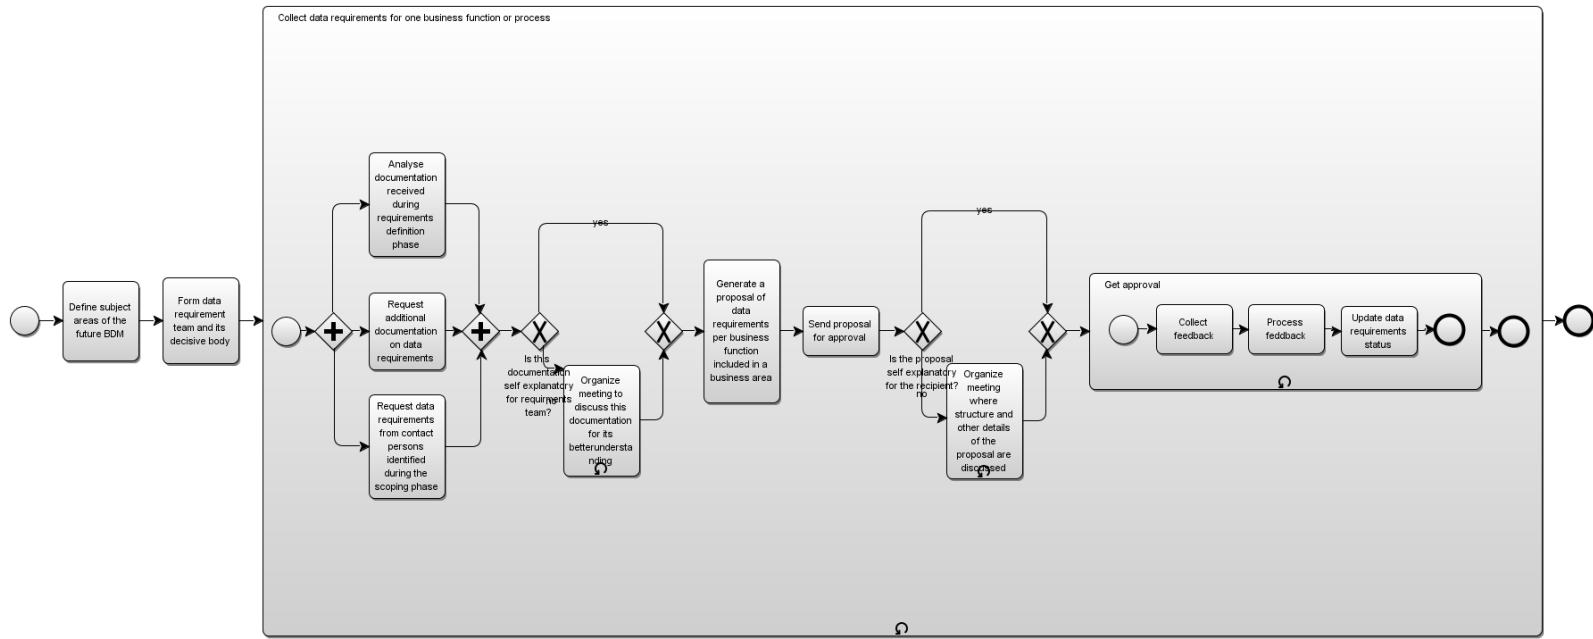 Collect data requirements for one business function or process
Define subject
areas of the
future BDM
Form data
requirement
team and its
decisive body
Analyse
documentation
received
during
requirements
definition
phase
Request
additional
documentation
on data
requirements
Request data
requirements
from contact
persons
identified
during the
scoping phase
yes
Is this
documentation
self explanatory
for requirments
team?
no
Organize
meeting to
discuss this
documentation
for its
betterundersta
nding
Generate a
proposal of
data
requirements
per business
function
included in a
business area
Send proposal
for approval
yes
Is the proposal
self explanatory
for the recipient?
no
Organize
meeting
where
structure and
other details
of the
proposal are
discussed
Get approval
Collect
feedback
Process
feddback
Update data
requirements
status